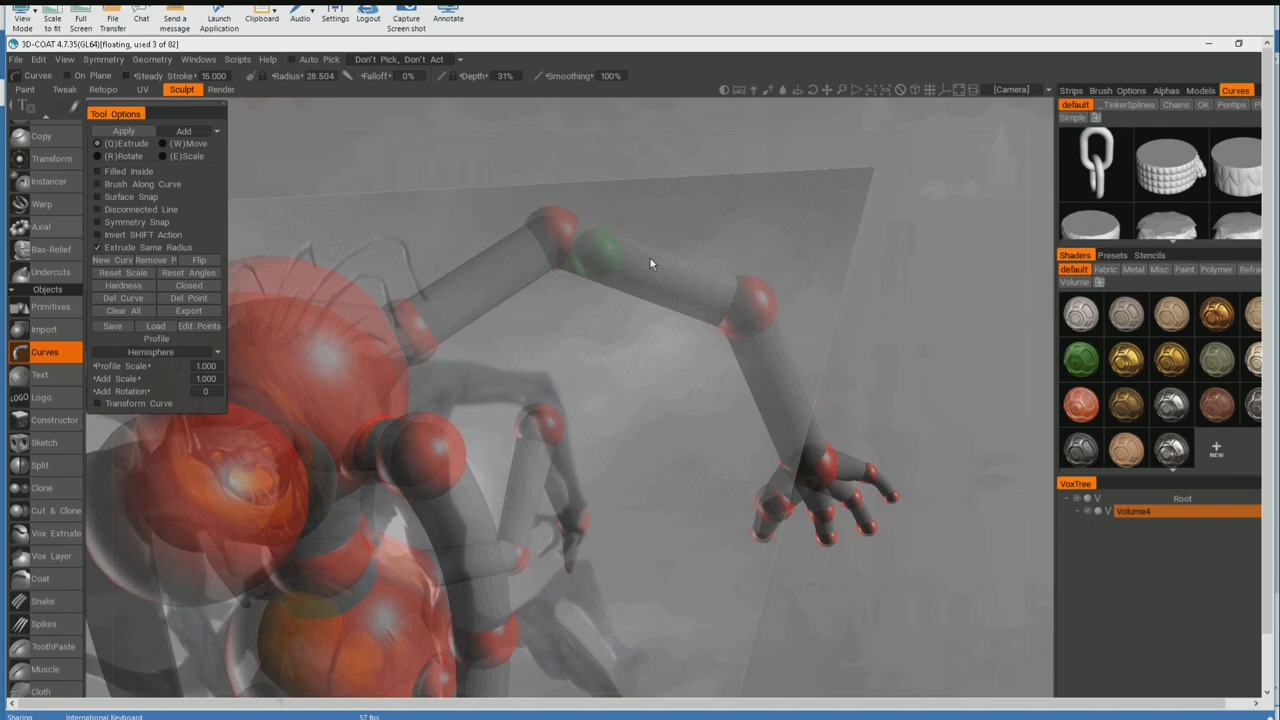 View Mode
Scale to fit
Full Screen
File Transfer
Chat
Send a message
Launch Application
Clipboard
Audio
Settings
Logout
Capture Screen shot
Annotate
3D-COAT 4.7.35(GL64)[floating, used 3 of 82]
File Edit View Symmetry Geometry Windows Scripts Help Auto Pick Don't Pick, Don't Act
Curves On Plane Steady Stroke 15.000 Radius 28.504 Falloff 0% Depth 31% Smoothing 100%
Paint Tweak Retopo UV Sculpt Render [Camera] Strips Brush Options Alphas Models Curves
default _TinkerSplines Chains OK Pentips
Simple
Tool Options
Apply Add
(Q)Extrude (W)Move
(R)Rotate (E)Scale
Filled Inside
Brush Along Curve
Surface Snap
Disconnected Line
Symmetry Snap
Invert SHIFT Action
Extrude Same Radius
New Curv Remove P Flip
Reset Scale Reset Angles
Hardness Closed
Del Curve Del Point
Clear All Export
Save Load Edit Points
Profile
Hemisphere
Profile Scale 1.000
Add Scale 1.000
Add Rotation 0
Transform Curve
Copy
Transform
Instancer
Warp
Axial
Bas-Relief
Undercuts
Objects
Primitives
Import
Curves
Text
LOGO Logo
Constructor
Sketch
Split
Clone
Cut & Clone
Vox Extrude
Vox Layer
Coat
Snake
Spikes
ToothPaste
Muscle
Cloth
Shaders Presets Stencils
default Fabric Metal Misc Paint Polymer Refra
Volume
NEW
VoxTree
V Root
V Volume4
Sharing International Keyboard 57 fps